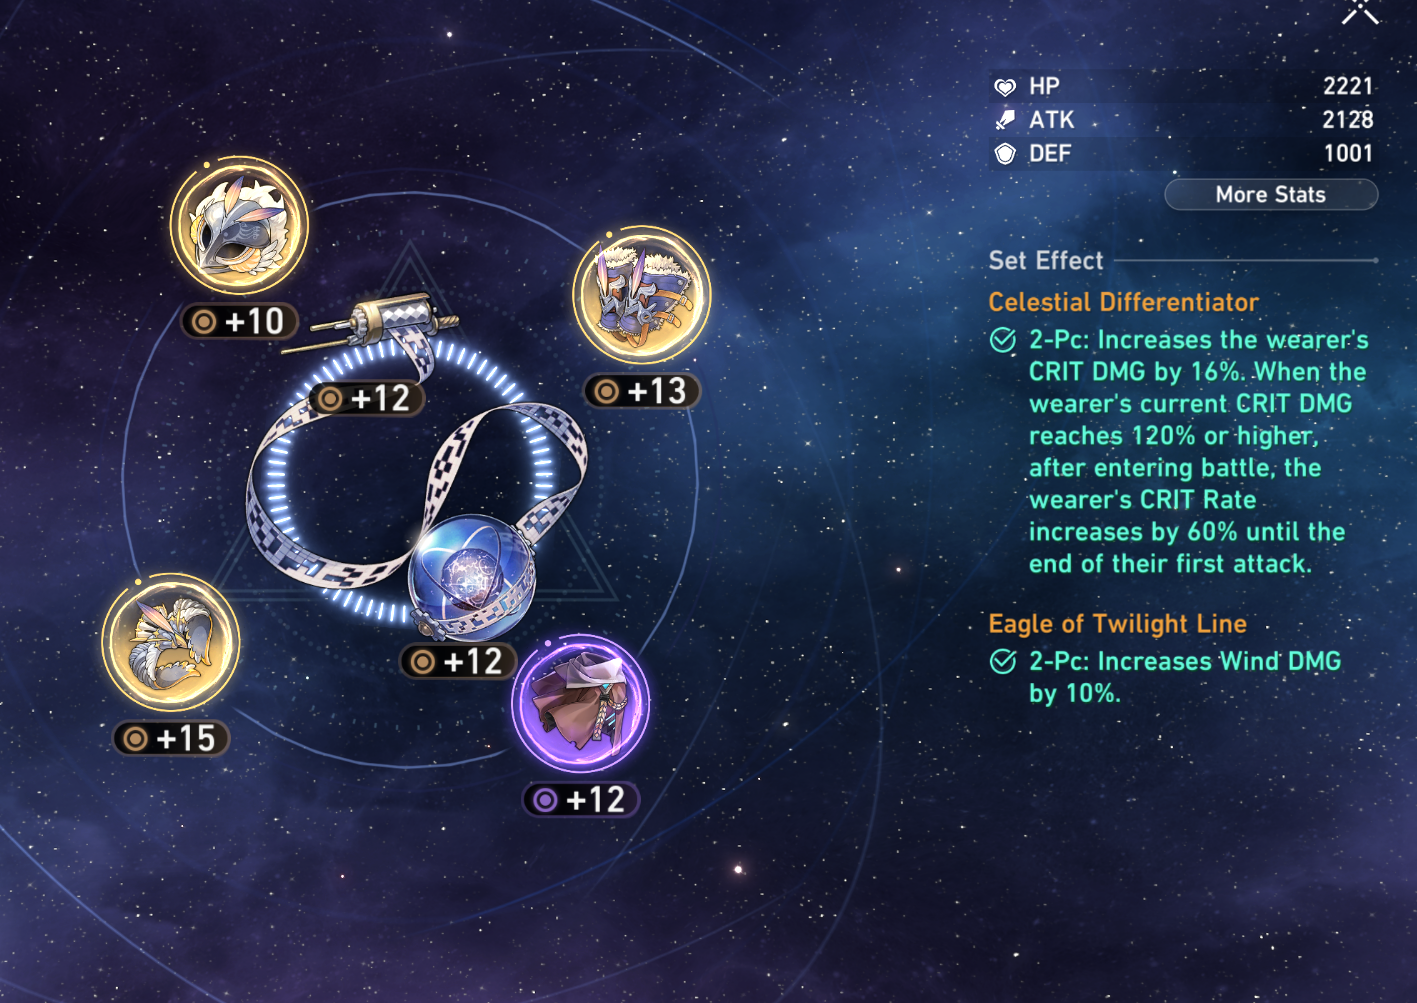 HP 2221
ATK 2128
DEF 1001
More Stats
Set Effect
Celestial Differentiator
2-Pc: Increases the wearer's
CRIT DMG by 16%. When the
wearer's current CRIT DMG
reaches 120% or higher,
after entering battle, the
wearer's CRIT Rate
increases by 60% until the
end of their first attack.
Eagle of Twilight Line
2-Pc: Increases Wind DMG
by 10%.
+10
+12
+13
+12
+15
+12